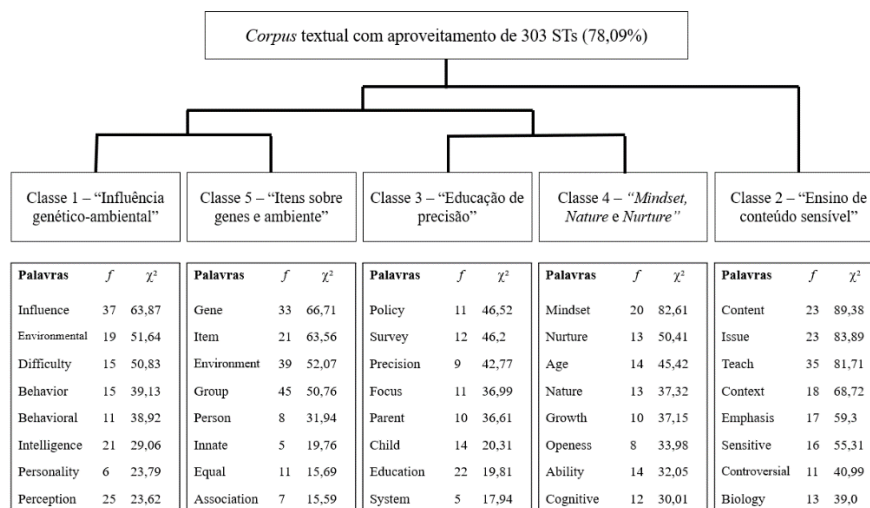 Corpus textual com aproveitamento de 303 STs (78,09%)
Classe 1 – “Influência
genético-ambiental”
Classe 5 – “Itens sobre
genes e ambiente”
Classe 3 – “Educação de
precisão”
Classe 4 – “Mindset,
Nature e Nurture”
Classe 2 – “Ensino de
conteúdo sensível”
Palavras f χ²
Influence 37 63,87
Environmental 19 51,64
Difficulty 15 50,83
Behavior 15 39,13
Behavioral 11 38,92
Intelligence 21 29,06
Personality 6 23,79
Perception 25 23,62
Palavras f χ²
Gene 33 66,71
Item 21 63,56
Environment 39 52,07
Group 45 50,76
Person 8 31,94
Innate 5 19,76
Equal 11 15,69
Association 7 15,59
Palavras f χ²
Policy 11 46,52
Survey 12 46,2
Precision 9 42,77
Focus 11 36,99
Parent 10 36,61
Child 14 20,31
Education 22 19,81
System 5 17,94
Palavras f χ²
Mindset 20 82,61
Nurture 13 50,41
Age 14 45,42
Nature 13 37,32
Growth 10 37,15
Openess 8 33,98
Ability 14 32,05
Cognitive 12 30,01
Palavras f χ²
Content 23 89,38
Issue 23 83,89
Teach 35 81,71
Context 18 68,72
Emphasis 17 59,3
Sensitive 16 55,31
Controversial 11 40,99
Biology 13 39,0